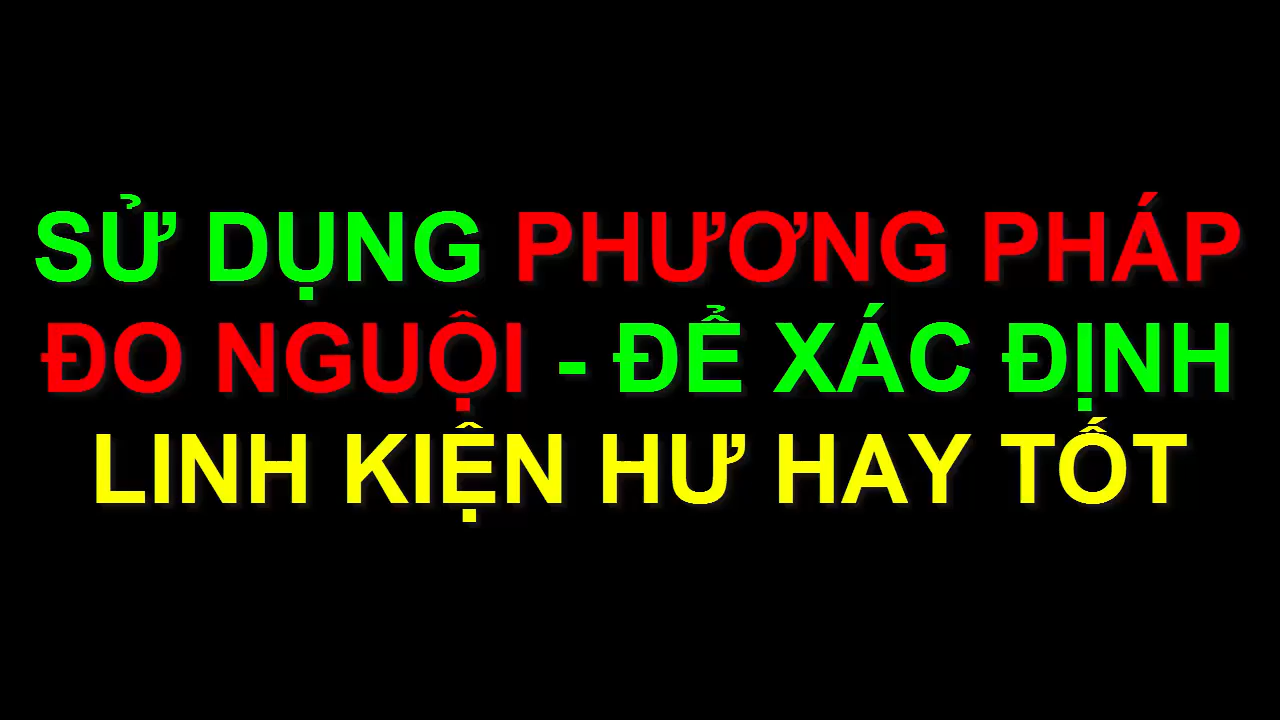 SỬ DỤNG PHƯƠNG PHÁP
ĐO NGUỘI - ĐỂ XÁC ĐỊNH
LINH KIỆN HƯ HAY TỐT